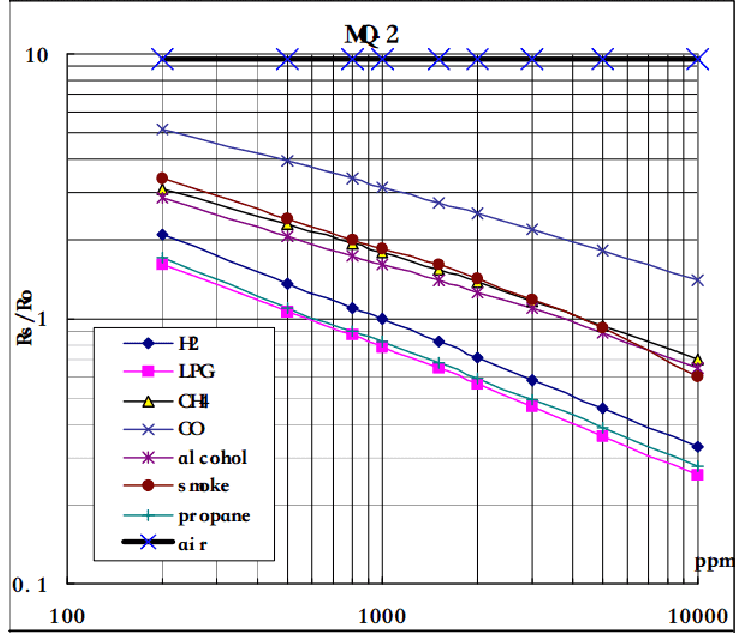 MQ-2
10
Rs/Ro
1
H2
LPG
CH4
CO
alcohol
smoke
propane
air
ppm
0.1
100 1000 10000